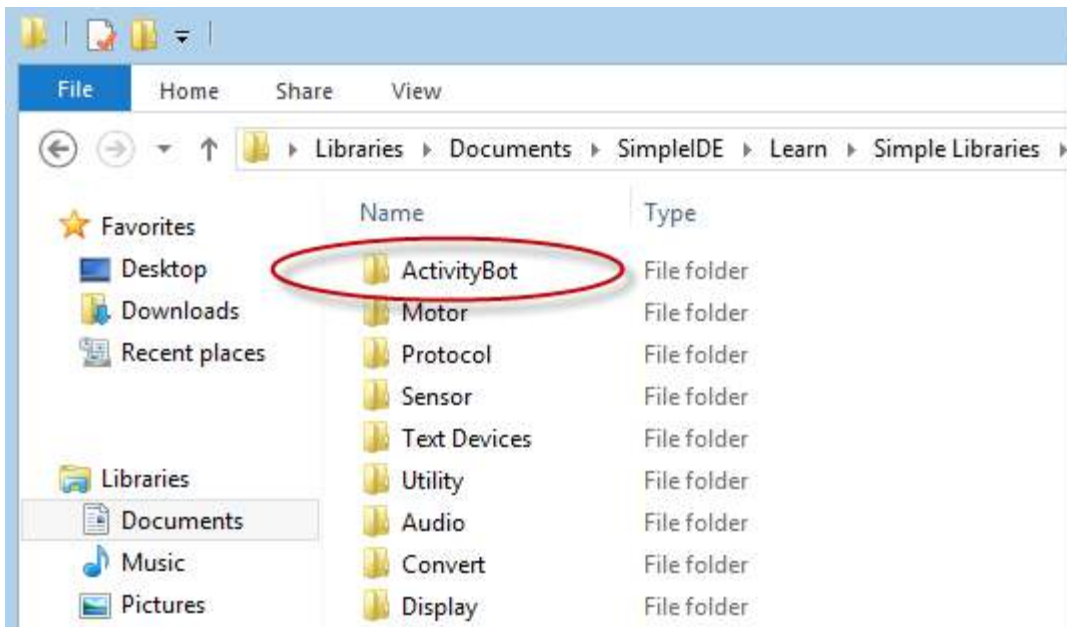 File Home Share View
Libraries Documents SimpleIDE Learn Simple Libraries
Favorites
Desktop
Downloads
Recent places
Libraries
Documents
Music
Pictures
Name Type
ActivityBot File folder
Motor File folder
Protocol File folder
Sensor File folder
Text Devices File folder
Utility File folder
Audio File folder
Convert File folder
Display File folder